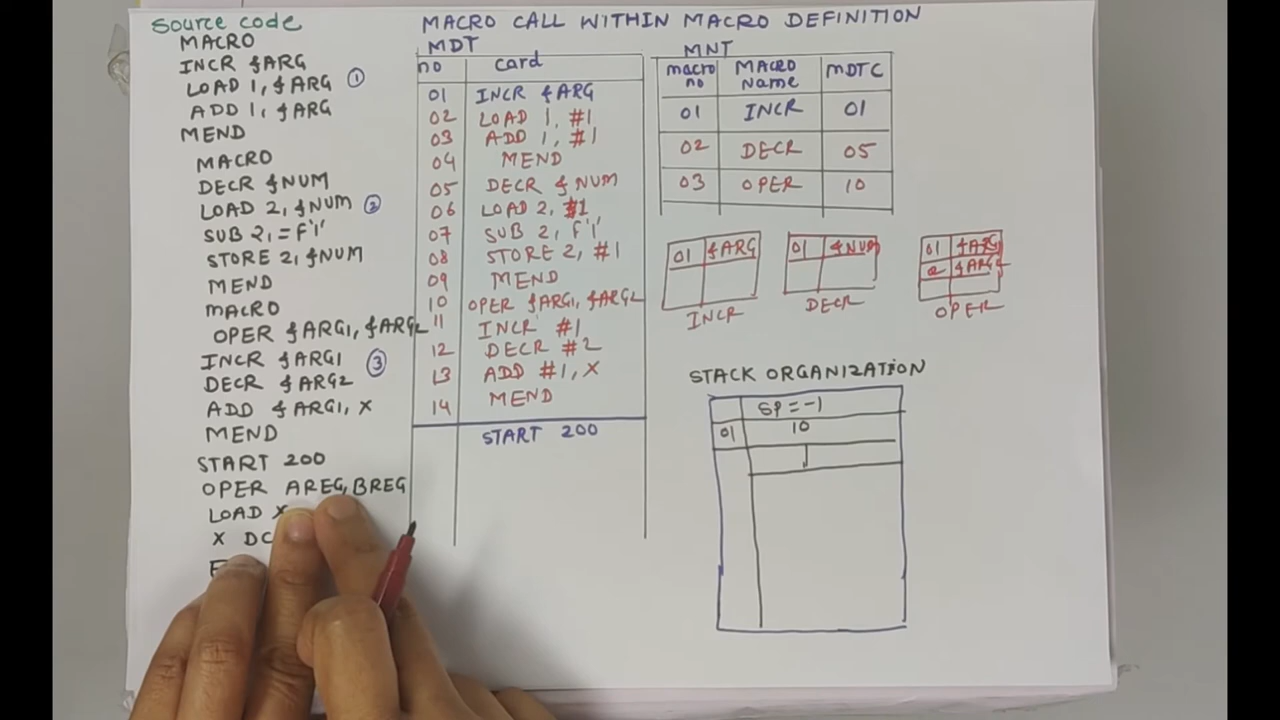 Source code
MACRO
INCR &ARG
LOAD 1, &ARG ①
ADD 1, &ARG
MEND
MACRO
DECR &NUM
LOAD 2, &NUM ②
SUB 2, =F'1'
STORE 2, &NUM
MEND
MACRO
OPER &ARG1, &ARG2
INCR &ARG1
DECR &ARG2 ③
ADD &ARG1, X
MEND
START 200
OPER AREG,BREG
LOAD X
X DC
MACRO CALL WITHIN MACRO DEFINITION
MDT
no card
01 INCR &ARG
02 LOAD 1, #1
03 ADD 1, #1
04 MEND
05 DECR &NUM
06 LOAD 2, #1
07 SUB 2, F'1'
08 STORE 2, #1
09 MEND
10 OPER &ARG1, &ARG2
11 INCR #1
12 DECR #2
13 ADD #1, X
14 MEND
START 200
MNT
macro no MACRO Name MDTC
01 INCR 01
02 DECR 05
03 OPER 10
01 &ARG
INCR
01 &NUM
DECR
01 &ARG
&ARG2
OPER
STACK ORGANIZATION
SP = -1
01 10